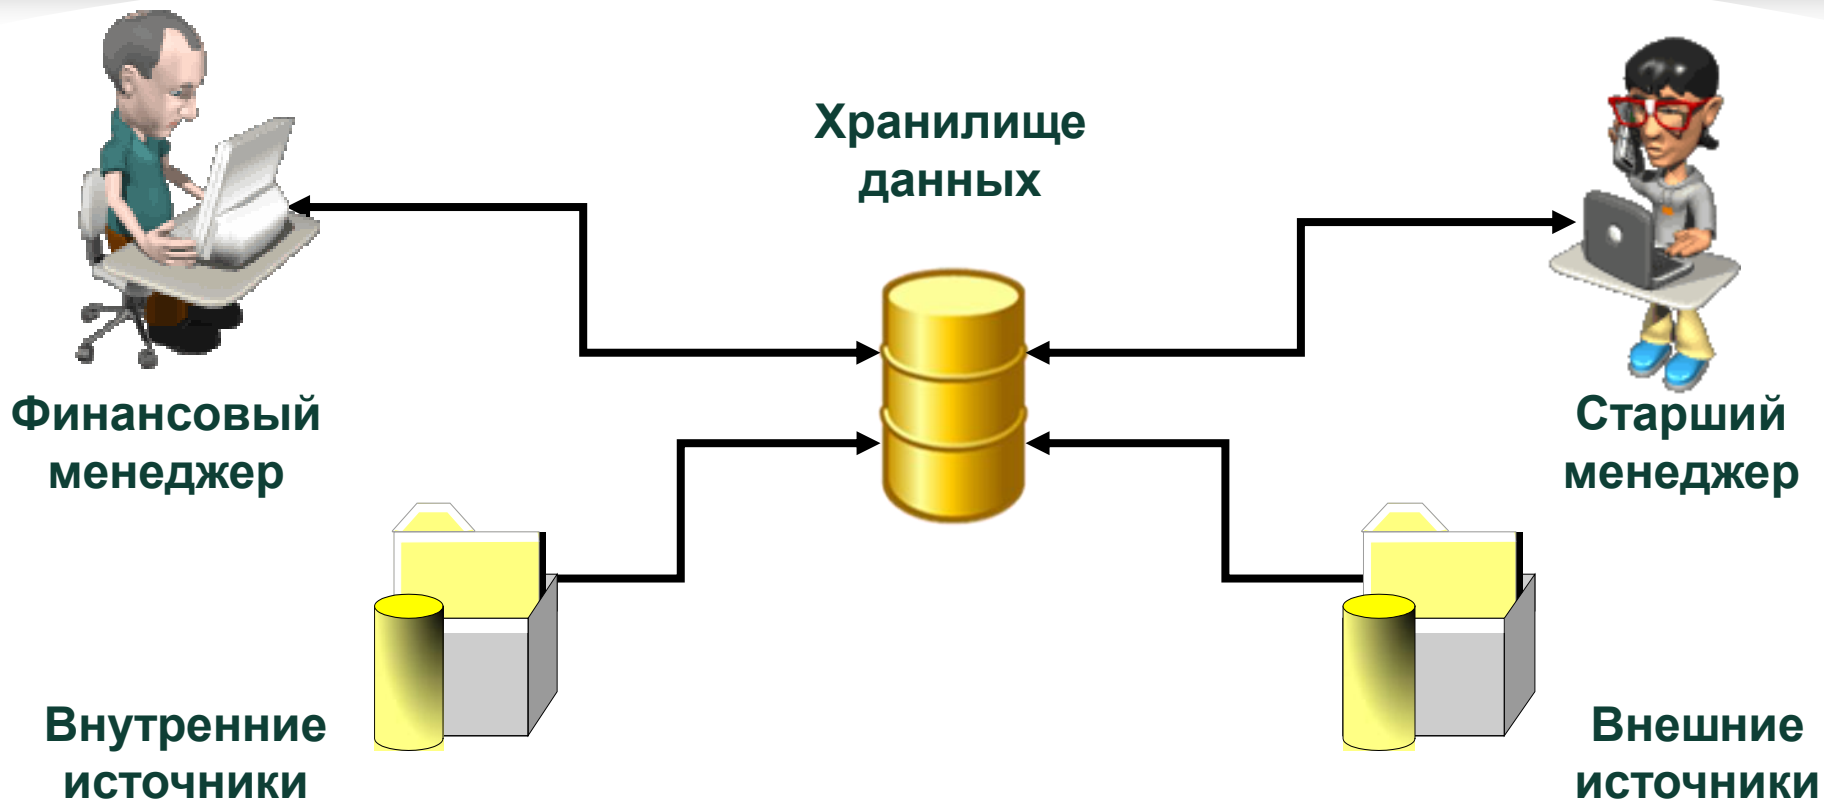 Хранилище
данных
Финансовый
менеджер
Старший
менеджер
Внутренние
источники
Внешние
источники